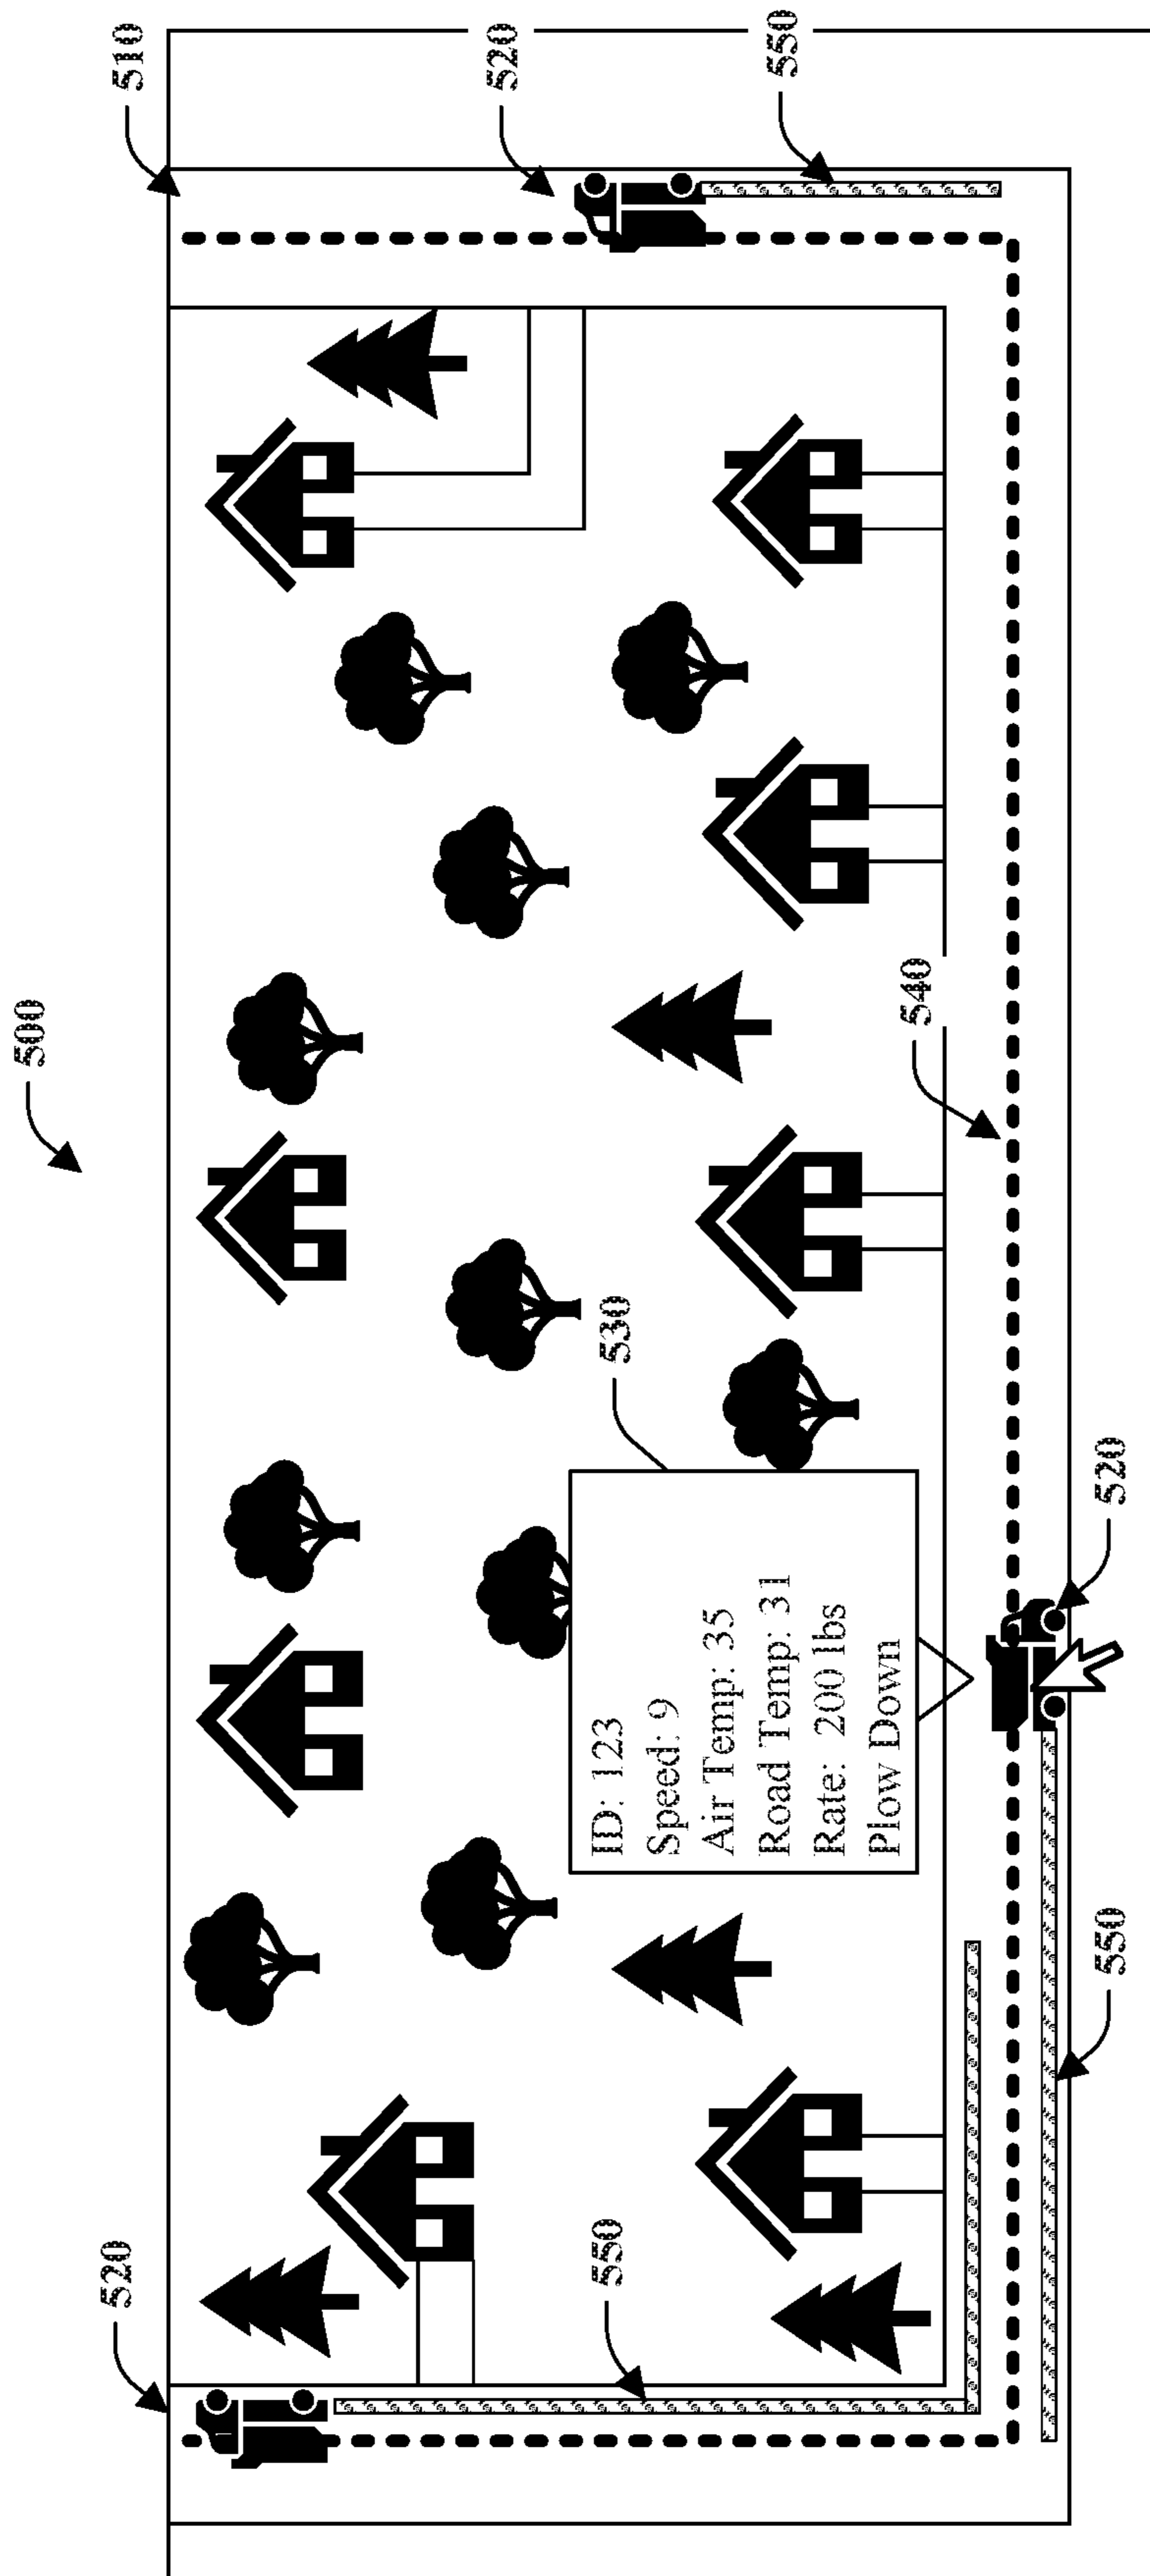 500
510
520
550
540
530
ID: 123
Speed: 9
Air Temp: 35
Road Temp: 31
Rate: 200 lbs
Plow Down
520
550
550
520